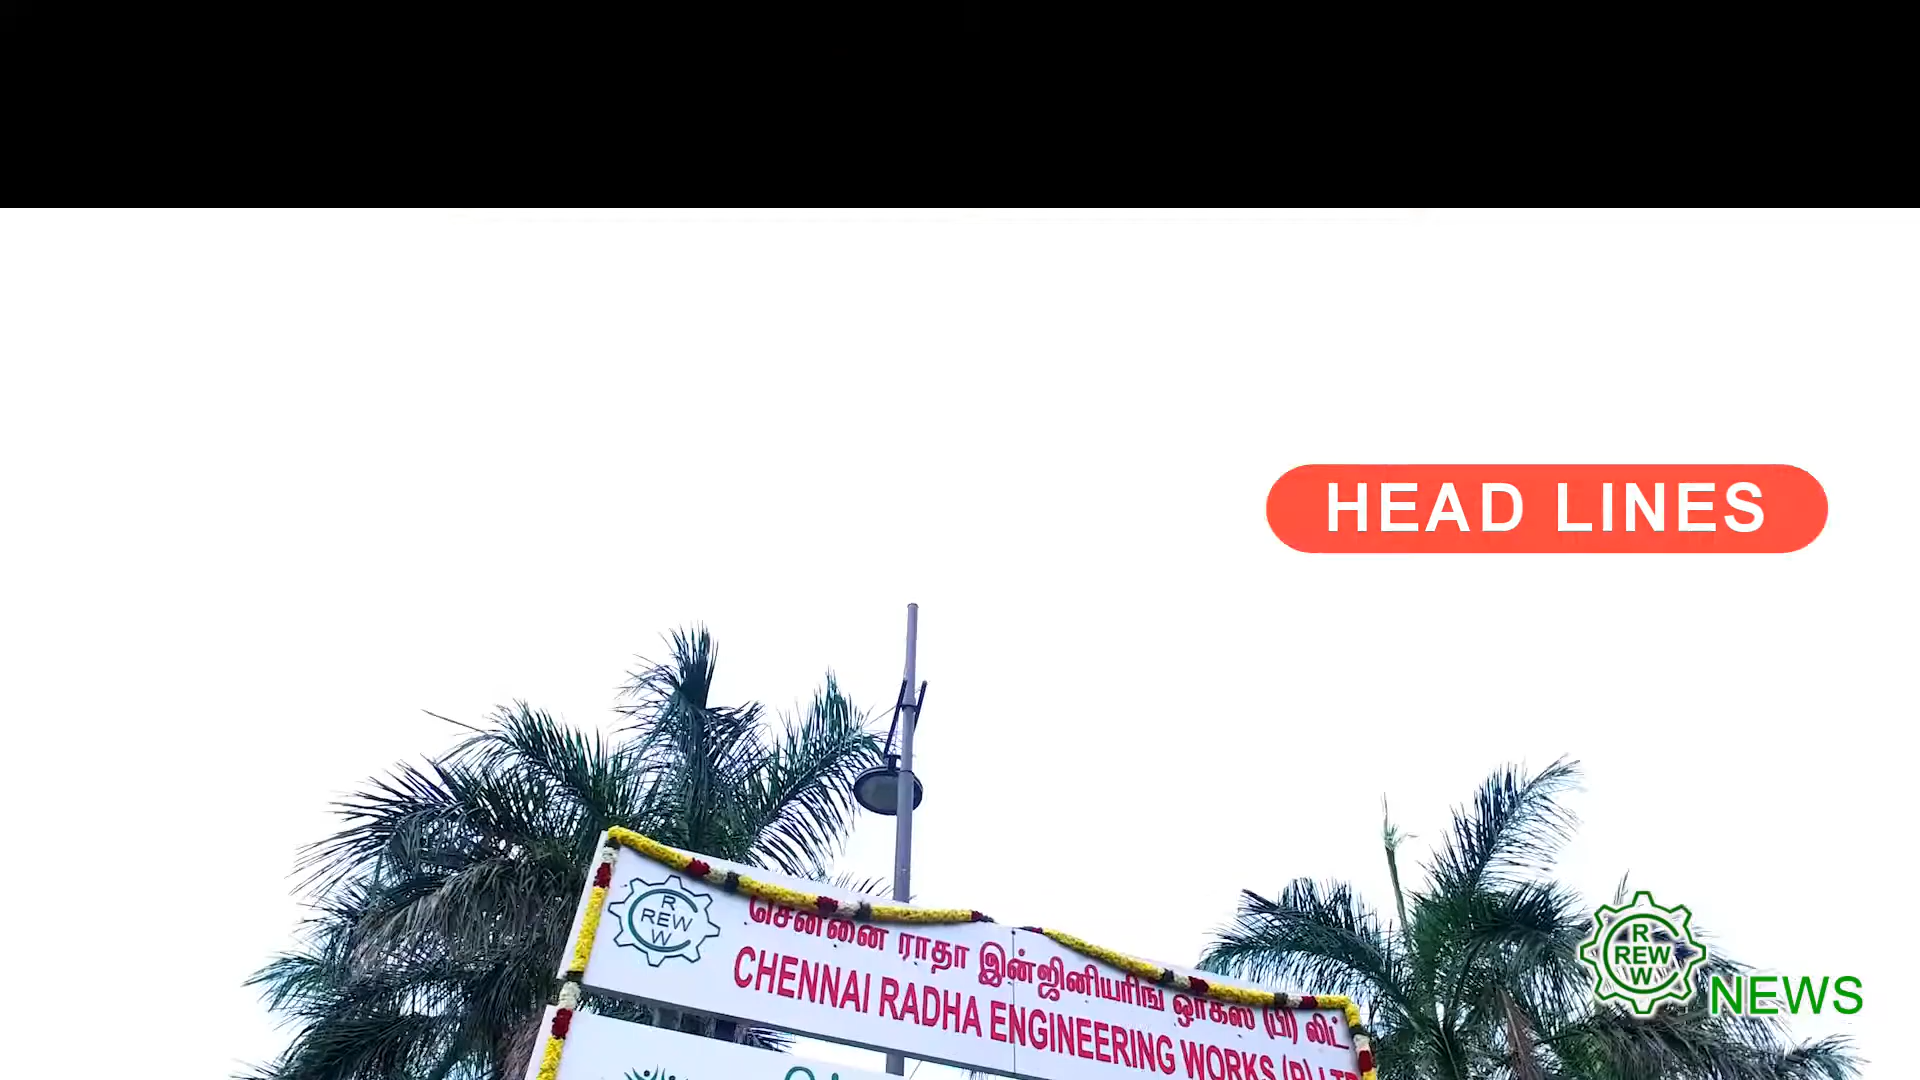 HEAD LINES
R
REW
W
சென்னை ராதா இன்ஜினியரிங் ஒர்க்ஸ் (பி) லிட்
CHENNAI RADHA ENGINEERING WORKS (P) LTD
R
REW
W
NEWS